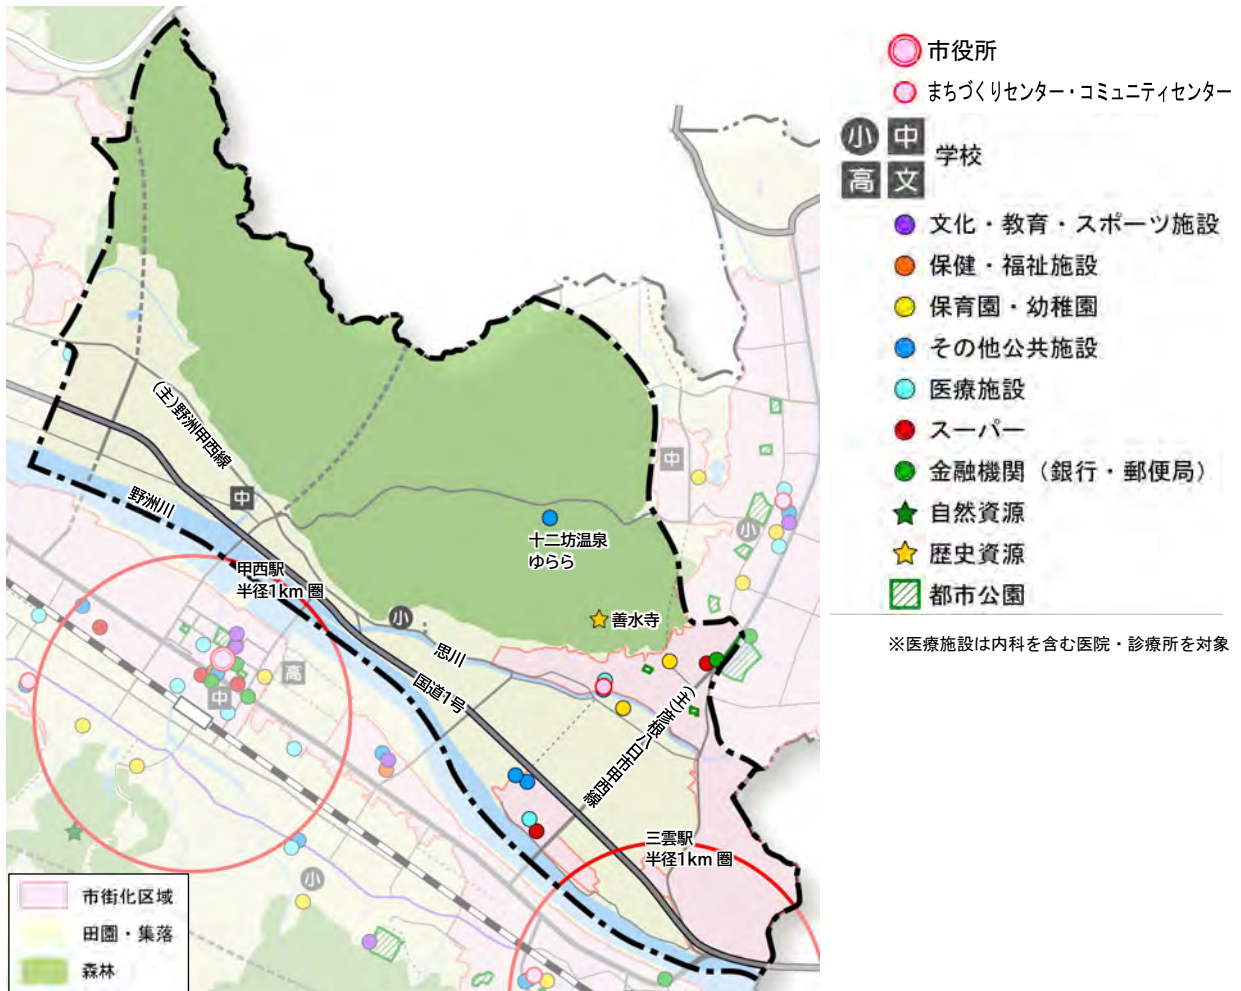 市役所
まちづくりセンター・コミュニティセンター
小 中
高 文
学校
文化・教育・スポーツ施設
保健・福祉施設
保育園・幼稚園
その他公共施設
医療施設
スーパー
金融機関（銀行・郵便局）
自然資源
歴史資源
都市公園
※医療施設は内科を含む医院・診療所を対象
(主)野洲甲西線
中
野洲川
中
十二坊温泉
ゆらら
小
甲西駅
半径1km 圏
小
善水寺
思川
高
国道1号
中
(主)彦根八日市甲西線
三雲駅
半径1km 圏
小
市街化区域
田園・集落
森林